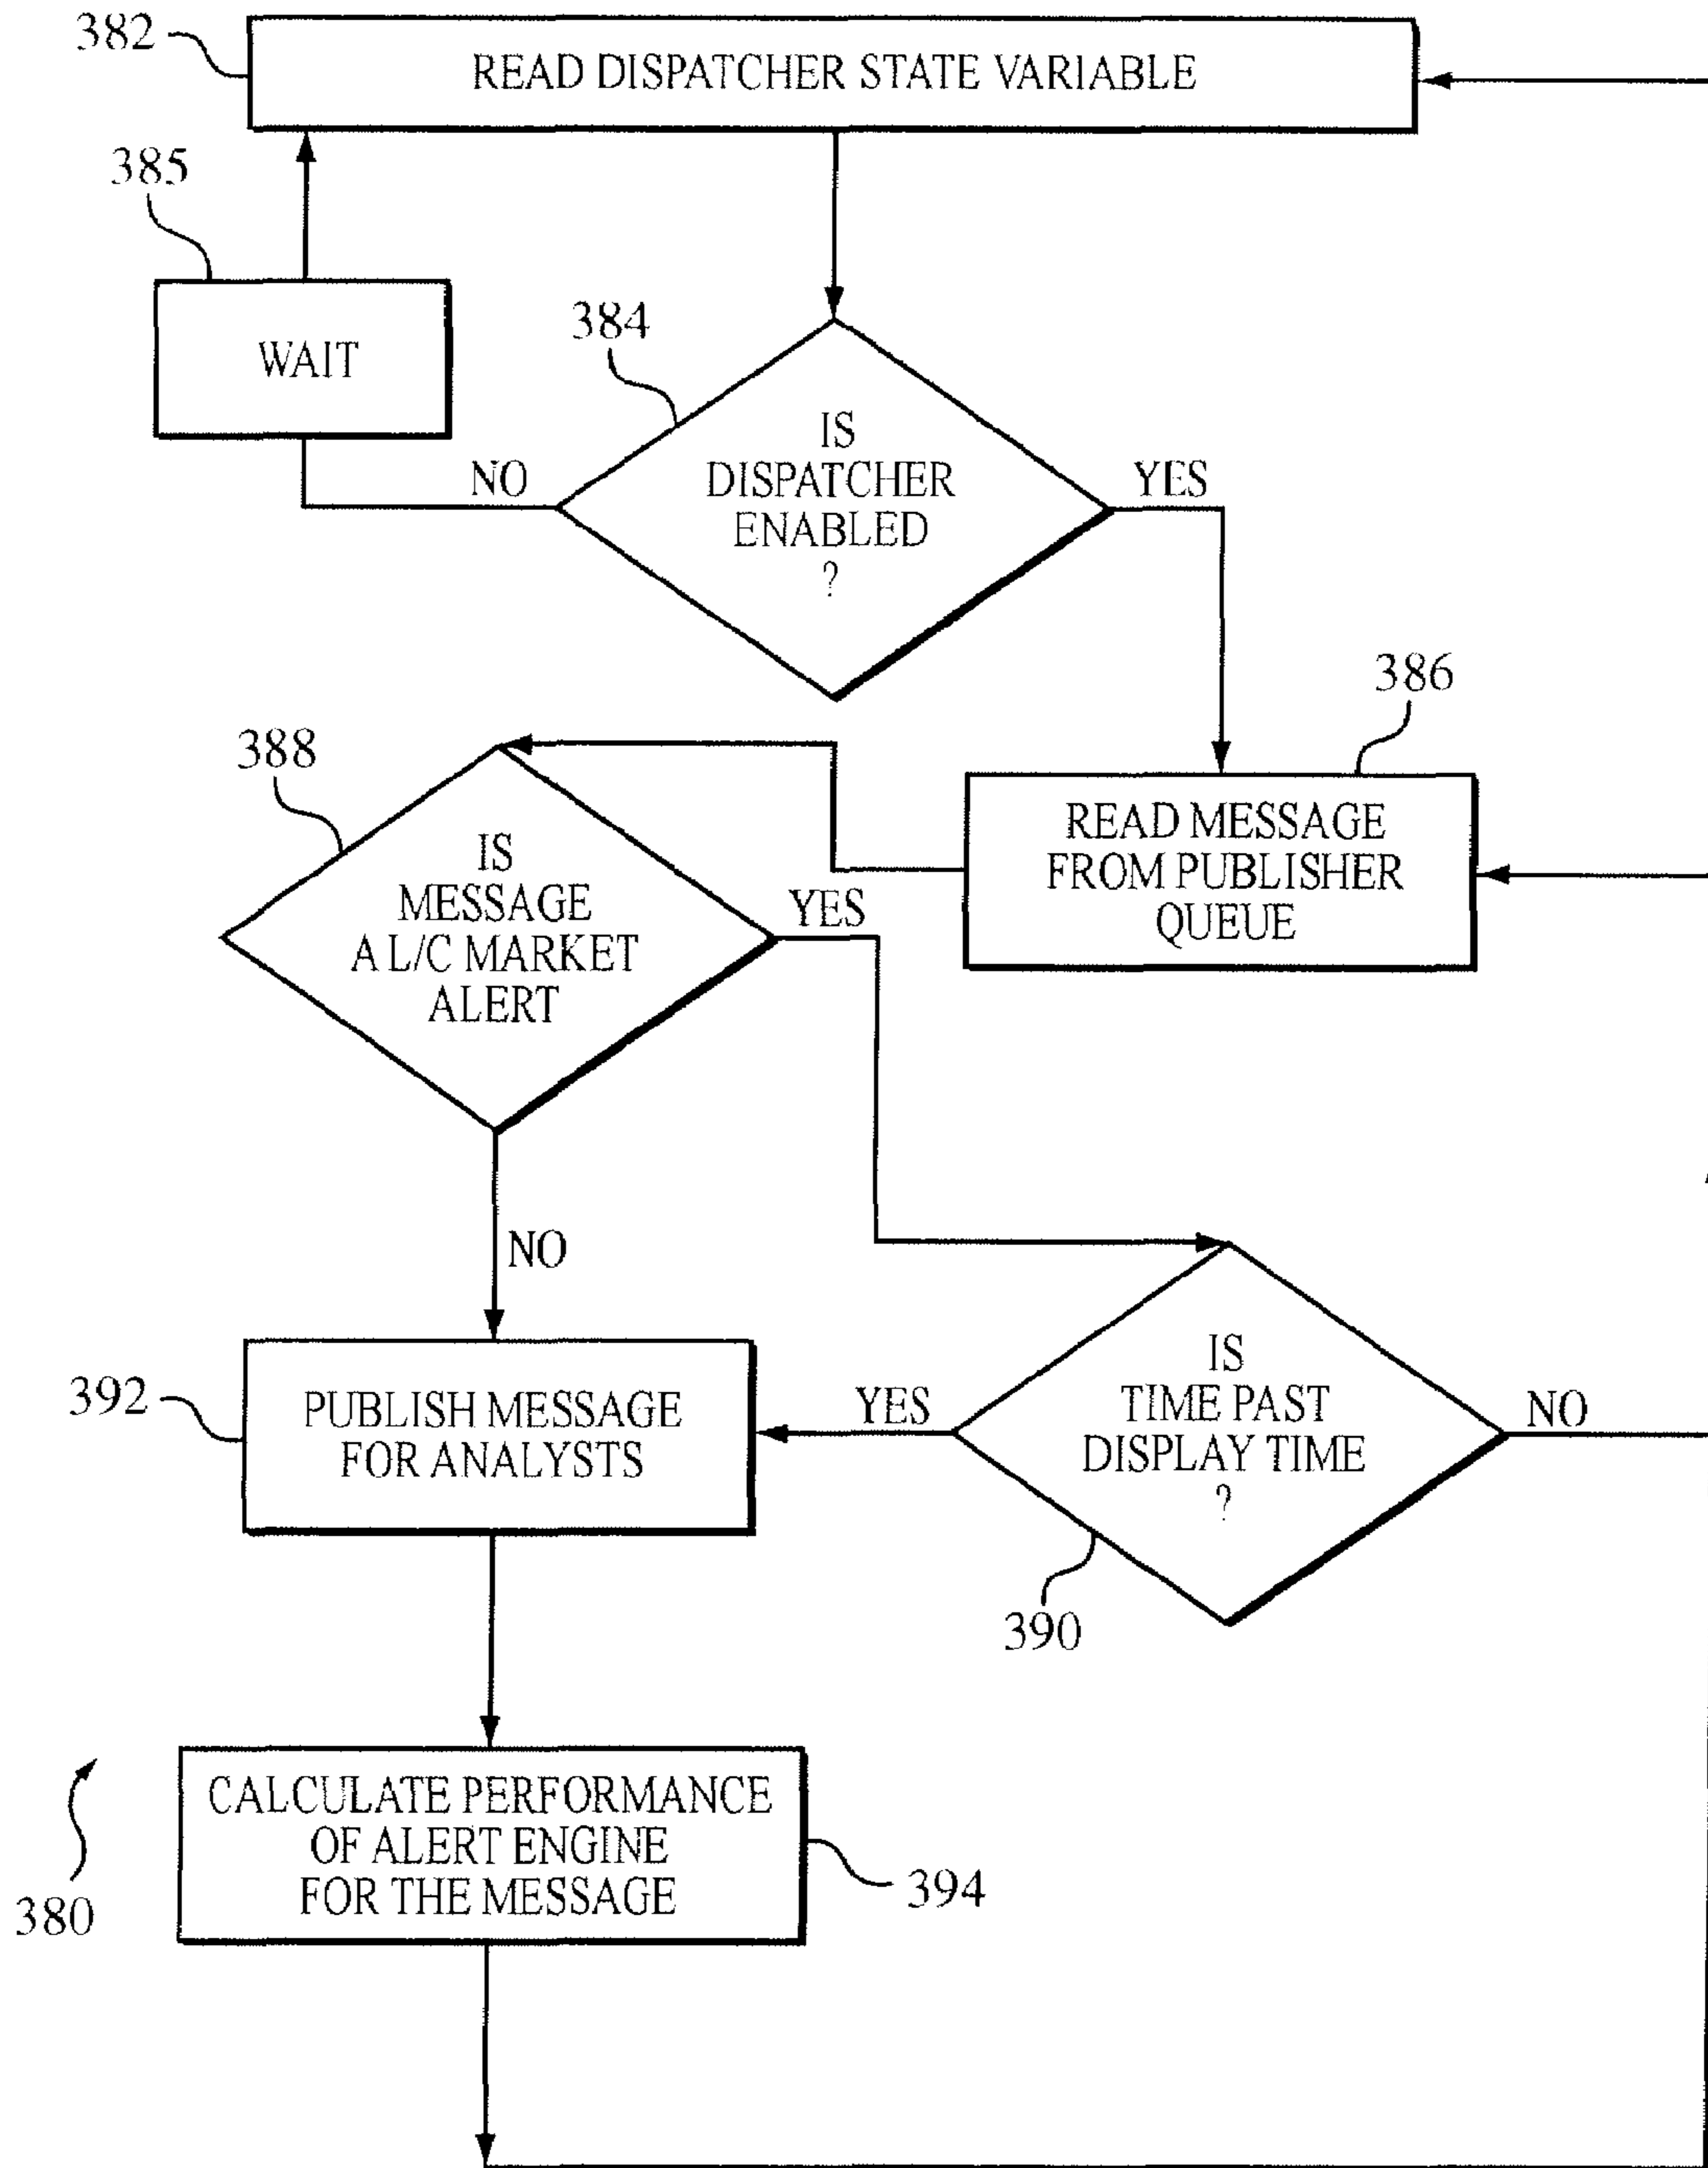 382
READ DISPATCHER STATE VARIABLE
385
WAIT
384
IS
DISPATCHER
ENABLED
?
NO
YES
386
READ MESSAGE
FROM PUBLISHER
QUEUE
388
IS
MESSAGE
A L/C MARKET
ALERT
YES
NO
392
PUBLISH MESSAGE
FOR ANALYSTS
YES
IS
TIME PAST
DISPLAY TIME
?
NO
390
CALCULATE PERFORMANCE
OF ALERT ENGINE
FOR THE MESSAGE
394
380